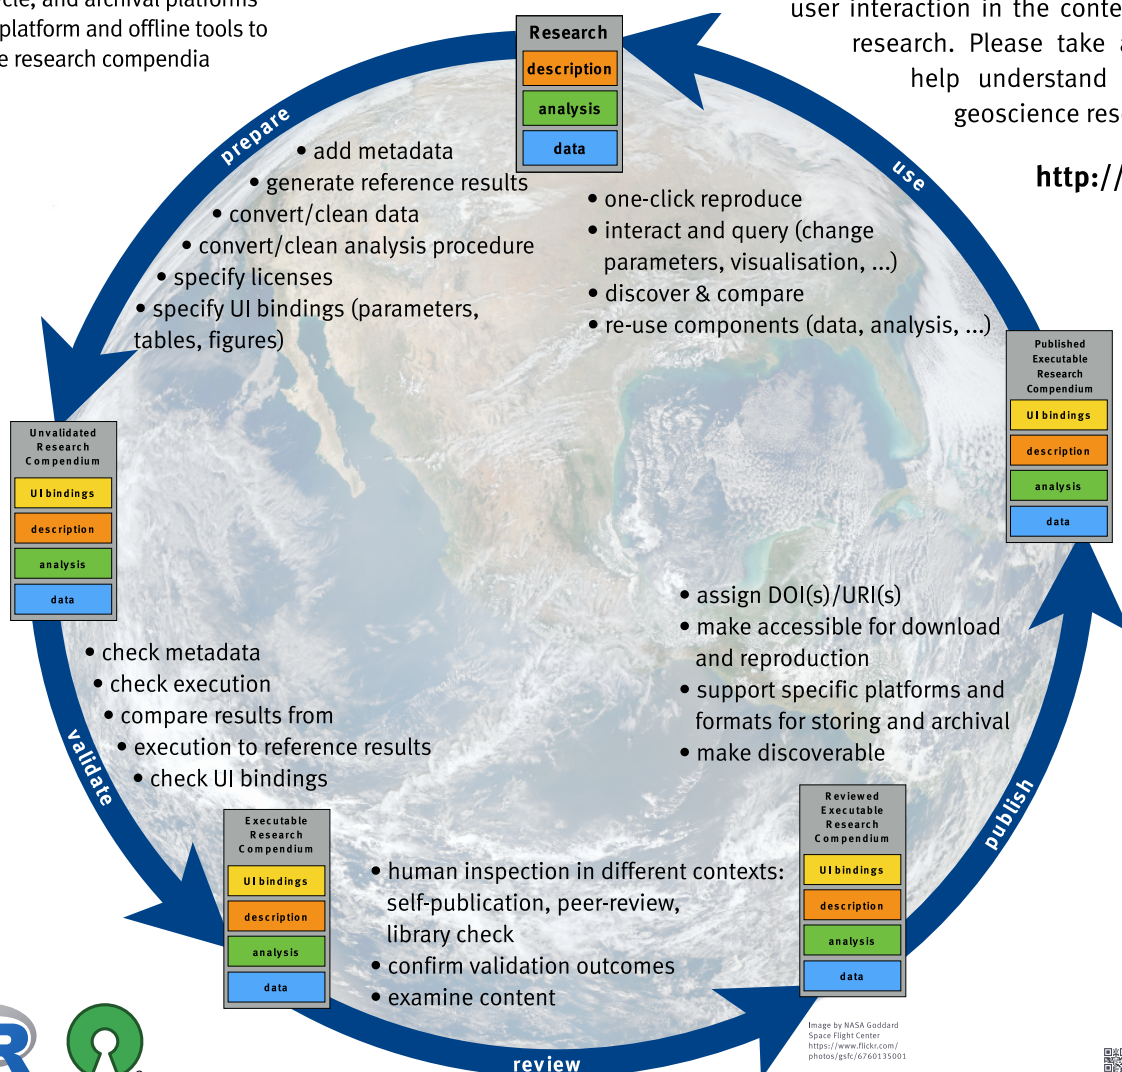 cle, and archival platforms
platform and offline tools to
e research compendia
user interaction in the conte
research. Please take a
help understand
geoscience rese
http://
Research
description
analysis
data
prepare
• add metadata
• generate reference results
• convert/clean data
• convert/clean analysis procedure
• specify licenses
• specify UI bindings (parameters,
tables, figures)
use
• one-click reproduce
• interact and query (change
parameters, visualisation, ...)
• discover & compare
• re-use components (data, analysis, ...)
Published
Executable
Research
Compendium
UI bindings
description
analysis
data
Unvalidated
Research
Compendium
UI bindings
description
analysis
data
validate
• check metadata
• check execution
• compare results from
• execution to reference results
• check UI bindings
• assign DOI(s)/URI(s)
• make accessible for download
and reproduction
• support specific platforms and
formats for storing and archival
• make discoverable
publish
Executable
Research
Compendium
UI bindings
description
analysis
data
• human inspection in different contexts:
self-publication, peer-review,
library check
• confirm validation outcomes
• examine content
Reviewed
Executable
Research
Compendium
UI bindings
description
analysis
data
review
Image by NASA Goddard
Space Flight Center
https://www.flickr.com/
photos/gsfc/6760135001
R